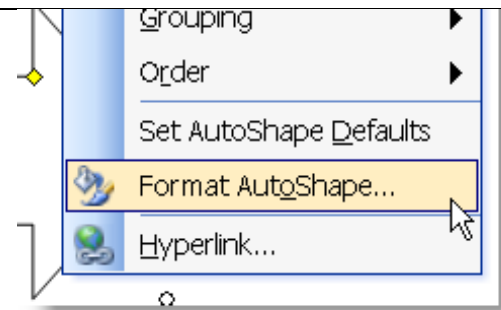 Grouping
Order
Set AutoShape Defaults
Format AutoShape...
Hyperlink...